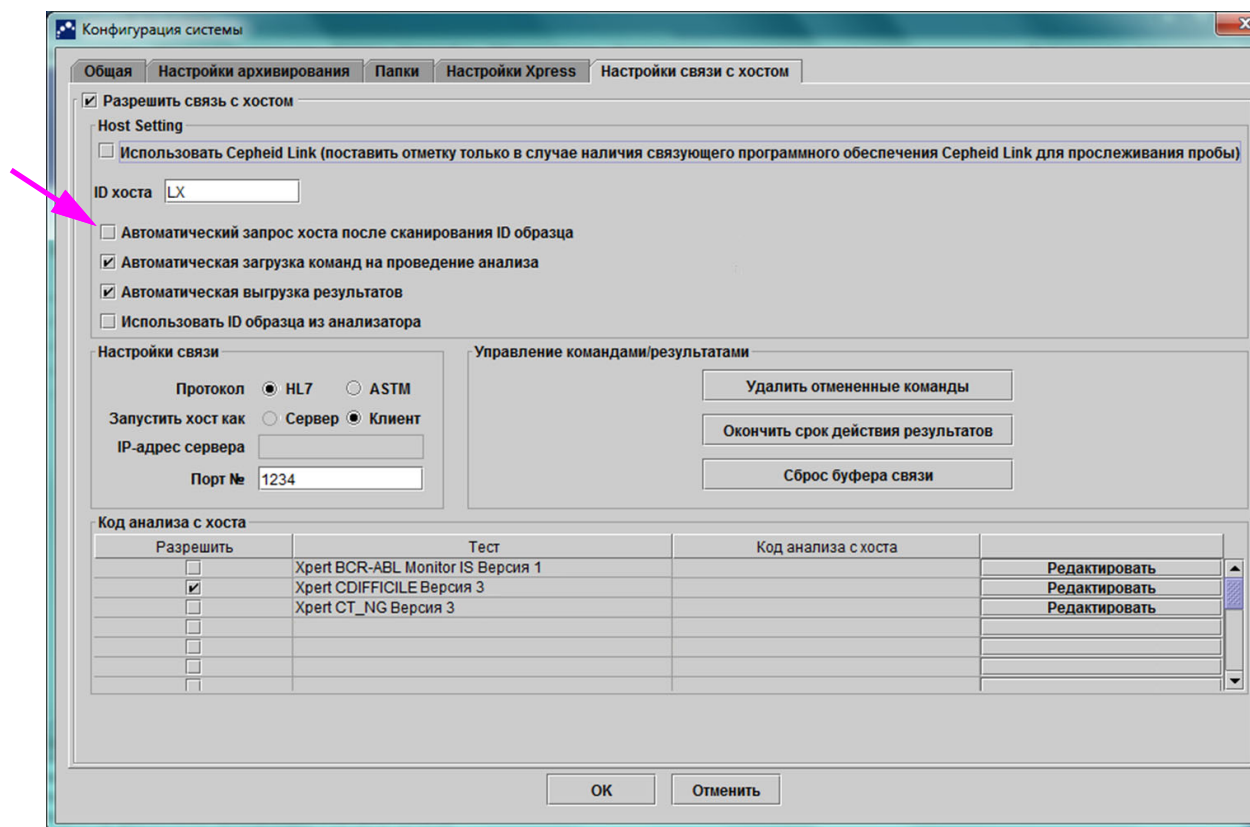 Конфигурация системы
Общая Настройки архивирования Папки Настройки Xpress Настройки связи с хостом
Разрешить связь с хостом
Host Setting
Использовать Cepheid Link (поставить отметку только в случае наличия связующего программного обеспечения Cepheid Link для прослеживания пробы)
ID хоста LX
Автоматический запрос хоста после сканирования ID образца
Автоматическая загрузка команд на проведение анализа
Автоматическая выгрузка результатов
Использовать ID образца из анализатора
Настройки связи
Протокол HL7 ASTM
Запустить хост как Сервер Клиент
IP-адрес сервера
Порт № 1234
Управление командами/результатами
Удалить отмененные команды
Окончить срок действия результатов
Сброс буфера связи
Код анализа с хоста
Разрешить Тест Код анализа с хоста
Xpert BCR-ABL Monitor IS Версия 1 Редактировать
Xpert CDIFFICILE Версия 3 Редактировать
Xpert CT_NG Версия 3 Редактировать
OK Отменить